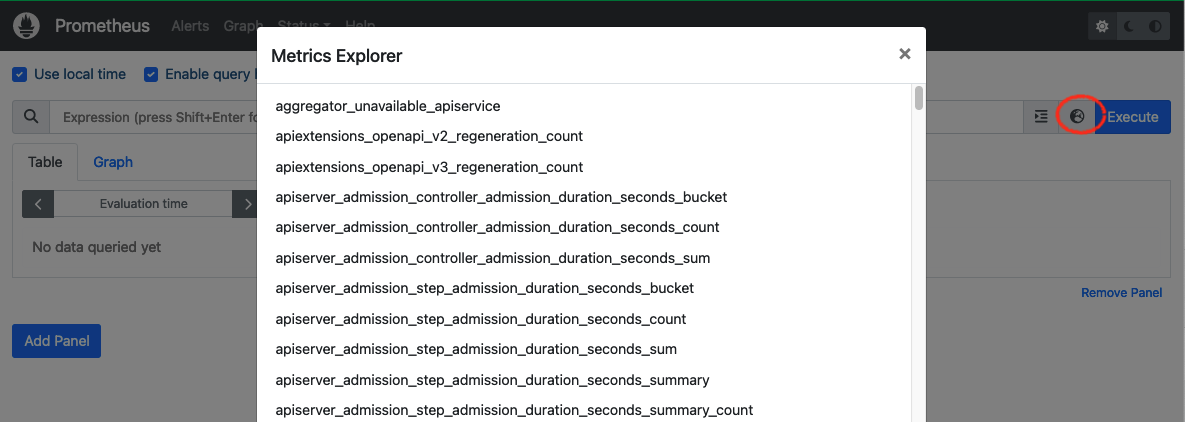 Prometheus Alerts Graph Status Help
Metrics Explorer ×
Use local time Enable query
Expression (press Shift+Enter fo Execute
Table Graph
Evaluation time
No data queried yet
Remove Panel
Add Panel
aggregator_unavailable_apiservice
apiextensions_openapi_v2_regeneration_count
apiextensions_openapi_v3_regeneration_count
apiserver_admission_controller_admission_duration_seconds_bucket
apiserver_admission_controller_admission_duration_seconds_count
apiserver_admission_controller_admission_duration_seconds_sum
apiserver_admission_step_admission_duration_seconds_bucket
apiserver_admission_step_admission_duration_seconds_count
apiserver_admission_step_admission_duration_seconds_sum
apiserver_admission_step_admission_duration_seconds_summary
apiserver_admission_step_admission_duration_seconds_summary_count